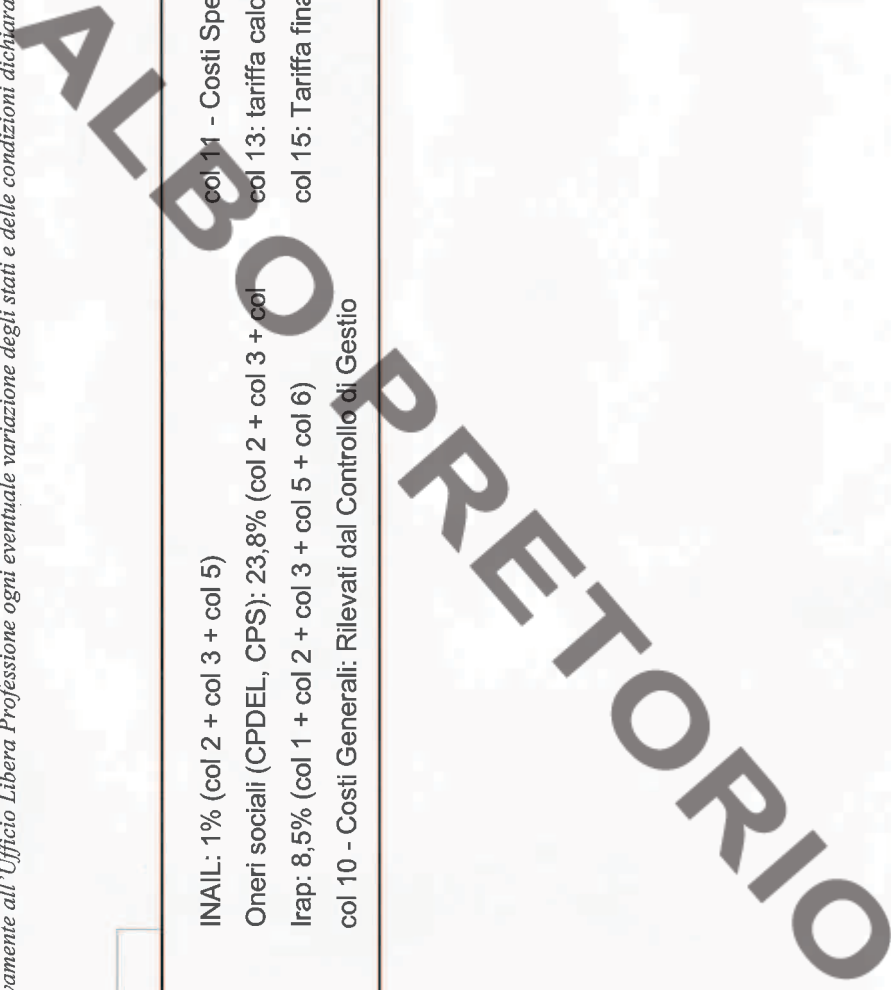 all'Ufficio Libera Professione ogni eventuale variazione degli stati e delle condizioni
INAIL: 1% (col 2 + col 3 + col 5)
Oneri sociali (CPDEL, CPS): 23,8% (col 2 + col 3 + col
Irap: 8,5% (col 1 + col 2 + col 3 + col 5 + col 6)
col 10 - Costi Generali: Rilevati dal Controllo di Gestio
col 11 - Costi Spe
col 13: tariffa calc
col 15: Tariffa fina
ALBO PRETORIO